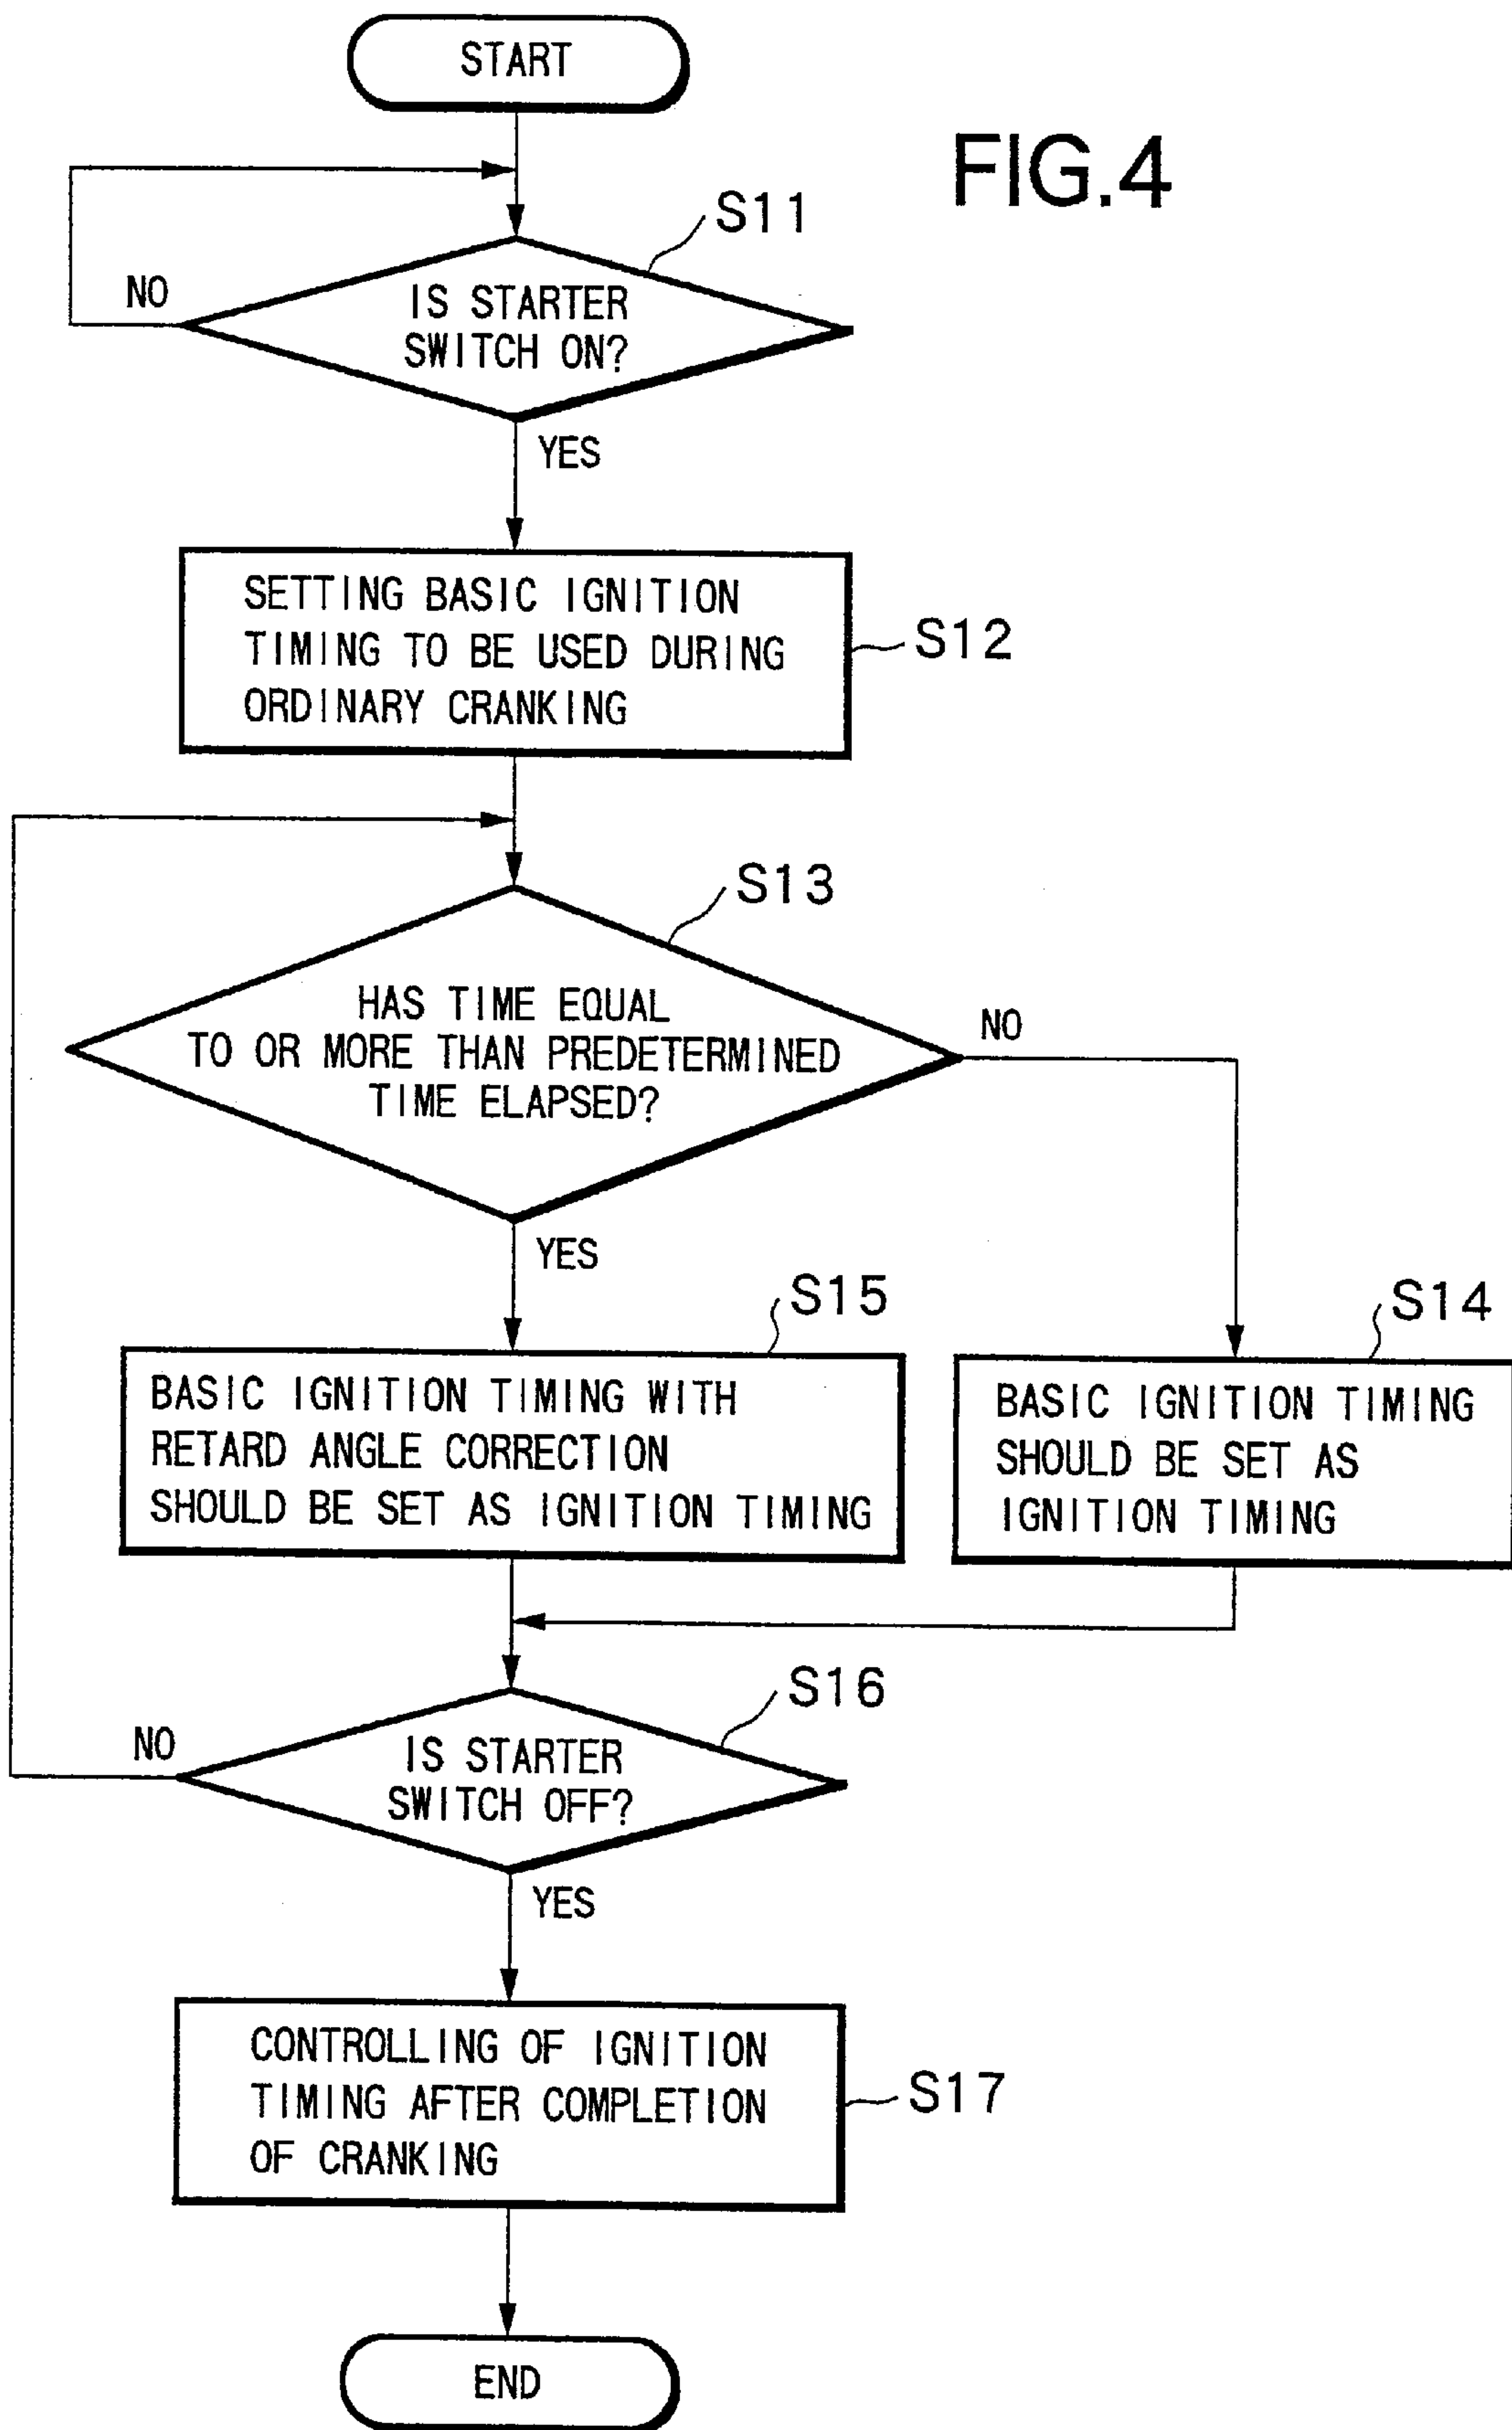 START
FIG.4
S11
NO
IS STARTER
SWITCH ON?
YES
SETTING BASIC IGNITION
TIMING TO BE USED DURING
ORDINARY CRANKING
S12
S13
HAS TIME EQUAL
TO OR MORE THAN PREDETERMINED
TIME ELAPSED?
NO
YES
S15
S14
BASIC IGNITION TIMING WITH
RETARD ANGLE CORRECTION
SHOULD BE SET AS IGNITION TIMING
BASIC IGNITION TIMING
SHOULD BE SET AS
IGNITION TIMING
S16
NO
IS STARTER
SWITCH OFF?
YES
CONTROLLING OF IGNITION
TIMING AFTER COMPLETION
OF CRANKING
S17
END